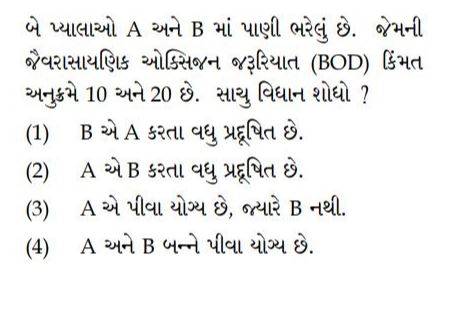 બે પ્યાલાઓ A અને B માં પાણી ભરેલું છે. જેમની
જૈવરાસાયણિક ઓક્સિજન જરૂરિયાત (BOD) કિંમત
અનુક્રમે 10 અને 20 છે. સાચુ વિધાન શોધો ?
(1) B એ A કરતા વધુ પ્રદૂષિત છે.
(2) A એ B કરતા વધુ પ્રદૂષિત છે.
(3) A એ પીવા યોગ્ય છે, જ્યારે B નથી.
(4) A અને B બન્ને પીવા યોગ્ય છે.